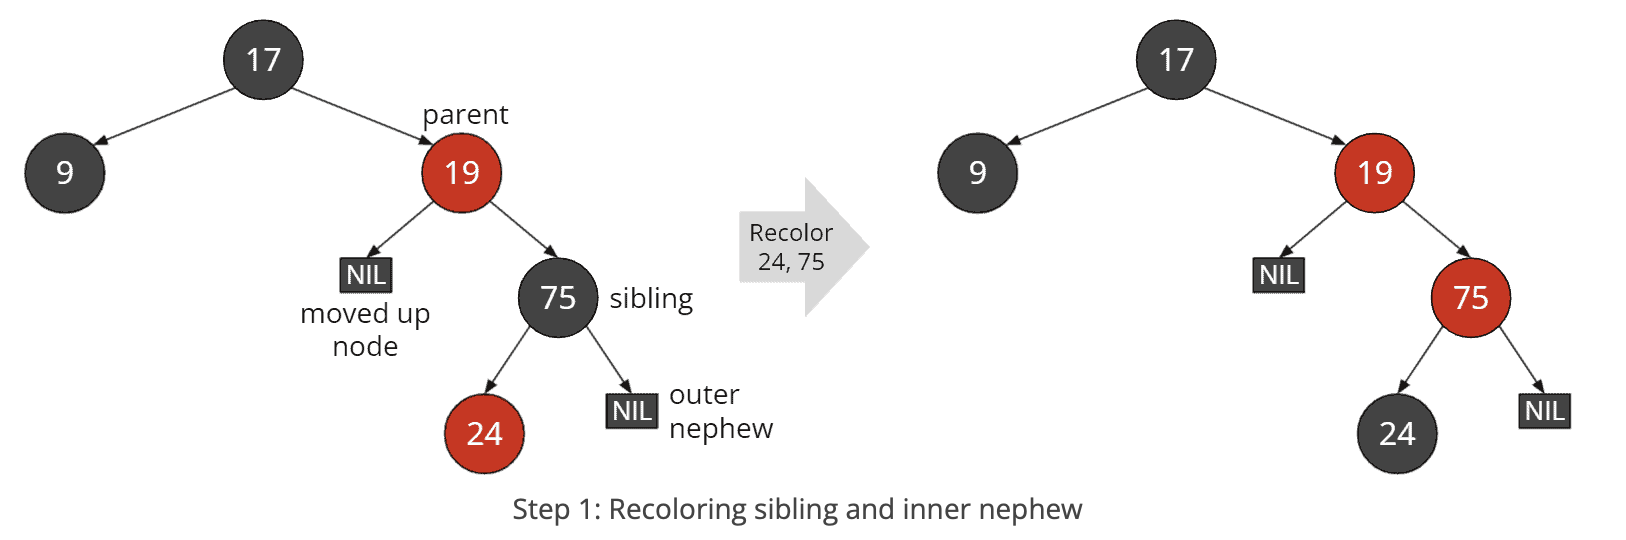 17
17
parent
9
19
9
19
Recolor
24, 75
NIL
moved up
node
75
sibling
NIL
75
24
NIL
outer
nephew
24
NIL
Step 1: Recoloring sibling and inner nephew